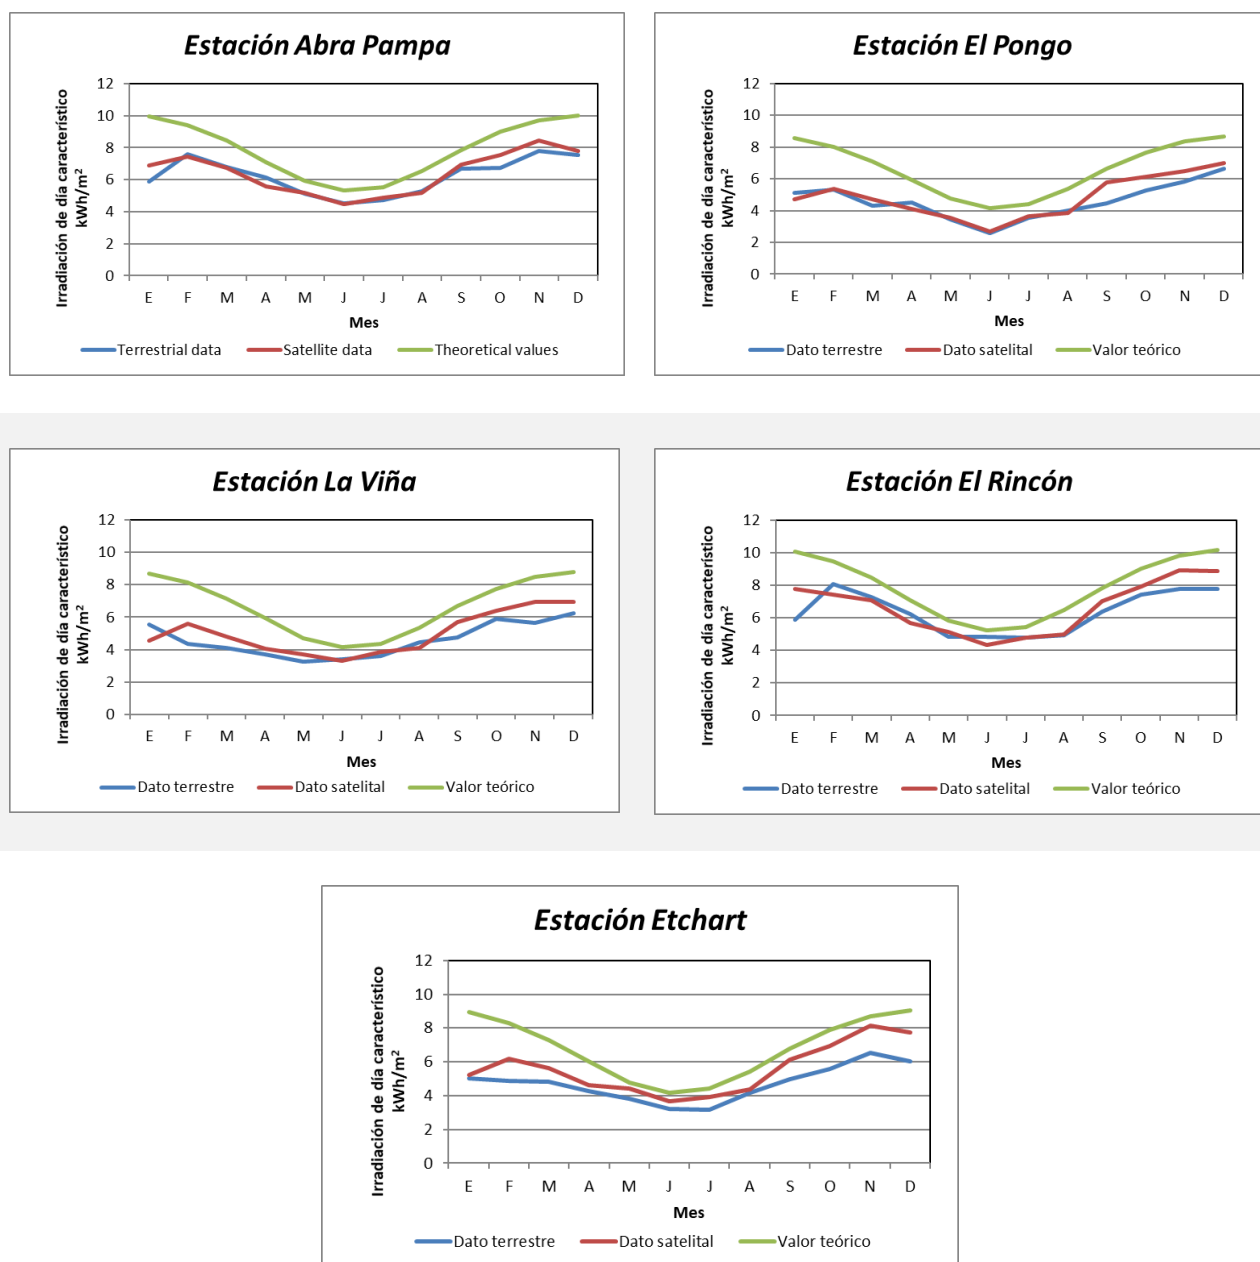 Estación Abra Pampa
Irradiación de día característico
kWh/m²
12
10
8
6
4
2
0
E F M A M J J A S O N D
Mes
Terrestrial data Satellite data Theoretical values
Estación El Pongo
Irradiación de día característico
kWh/m²
12
10
8
6
4
2
0
E F M A M J J A S O N D
Mes
Dato terrestre Dato satelital Valor teórico
Estación La Viña
Irradiación de día característico
kWh/m²
12
10
8
6
4
2
0
E F M A M J J A S O N D
Mes
Dato terrestre Dato satelital Valor teórico
Estación El Rincón
Irradiación de día característico
kWh/m²
12
10
8
6
4
2
0
E F M A M J J A S O N D
Mes
Dato terrestre Dato satelital Valor teórico
Estación Etchart
Irradiación de día característico
kWh/m²
12
10
8
6
4
2
0
E F M A M J J A S O N D
Mes
Dato terrestre Dato satelital Valor teórico